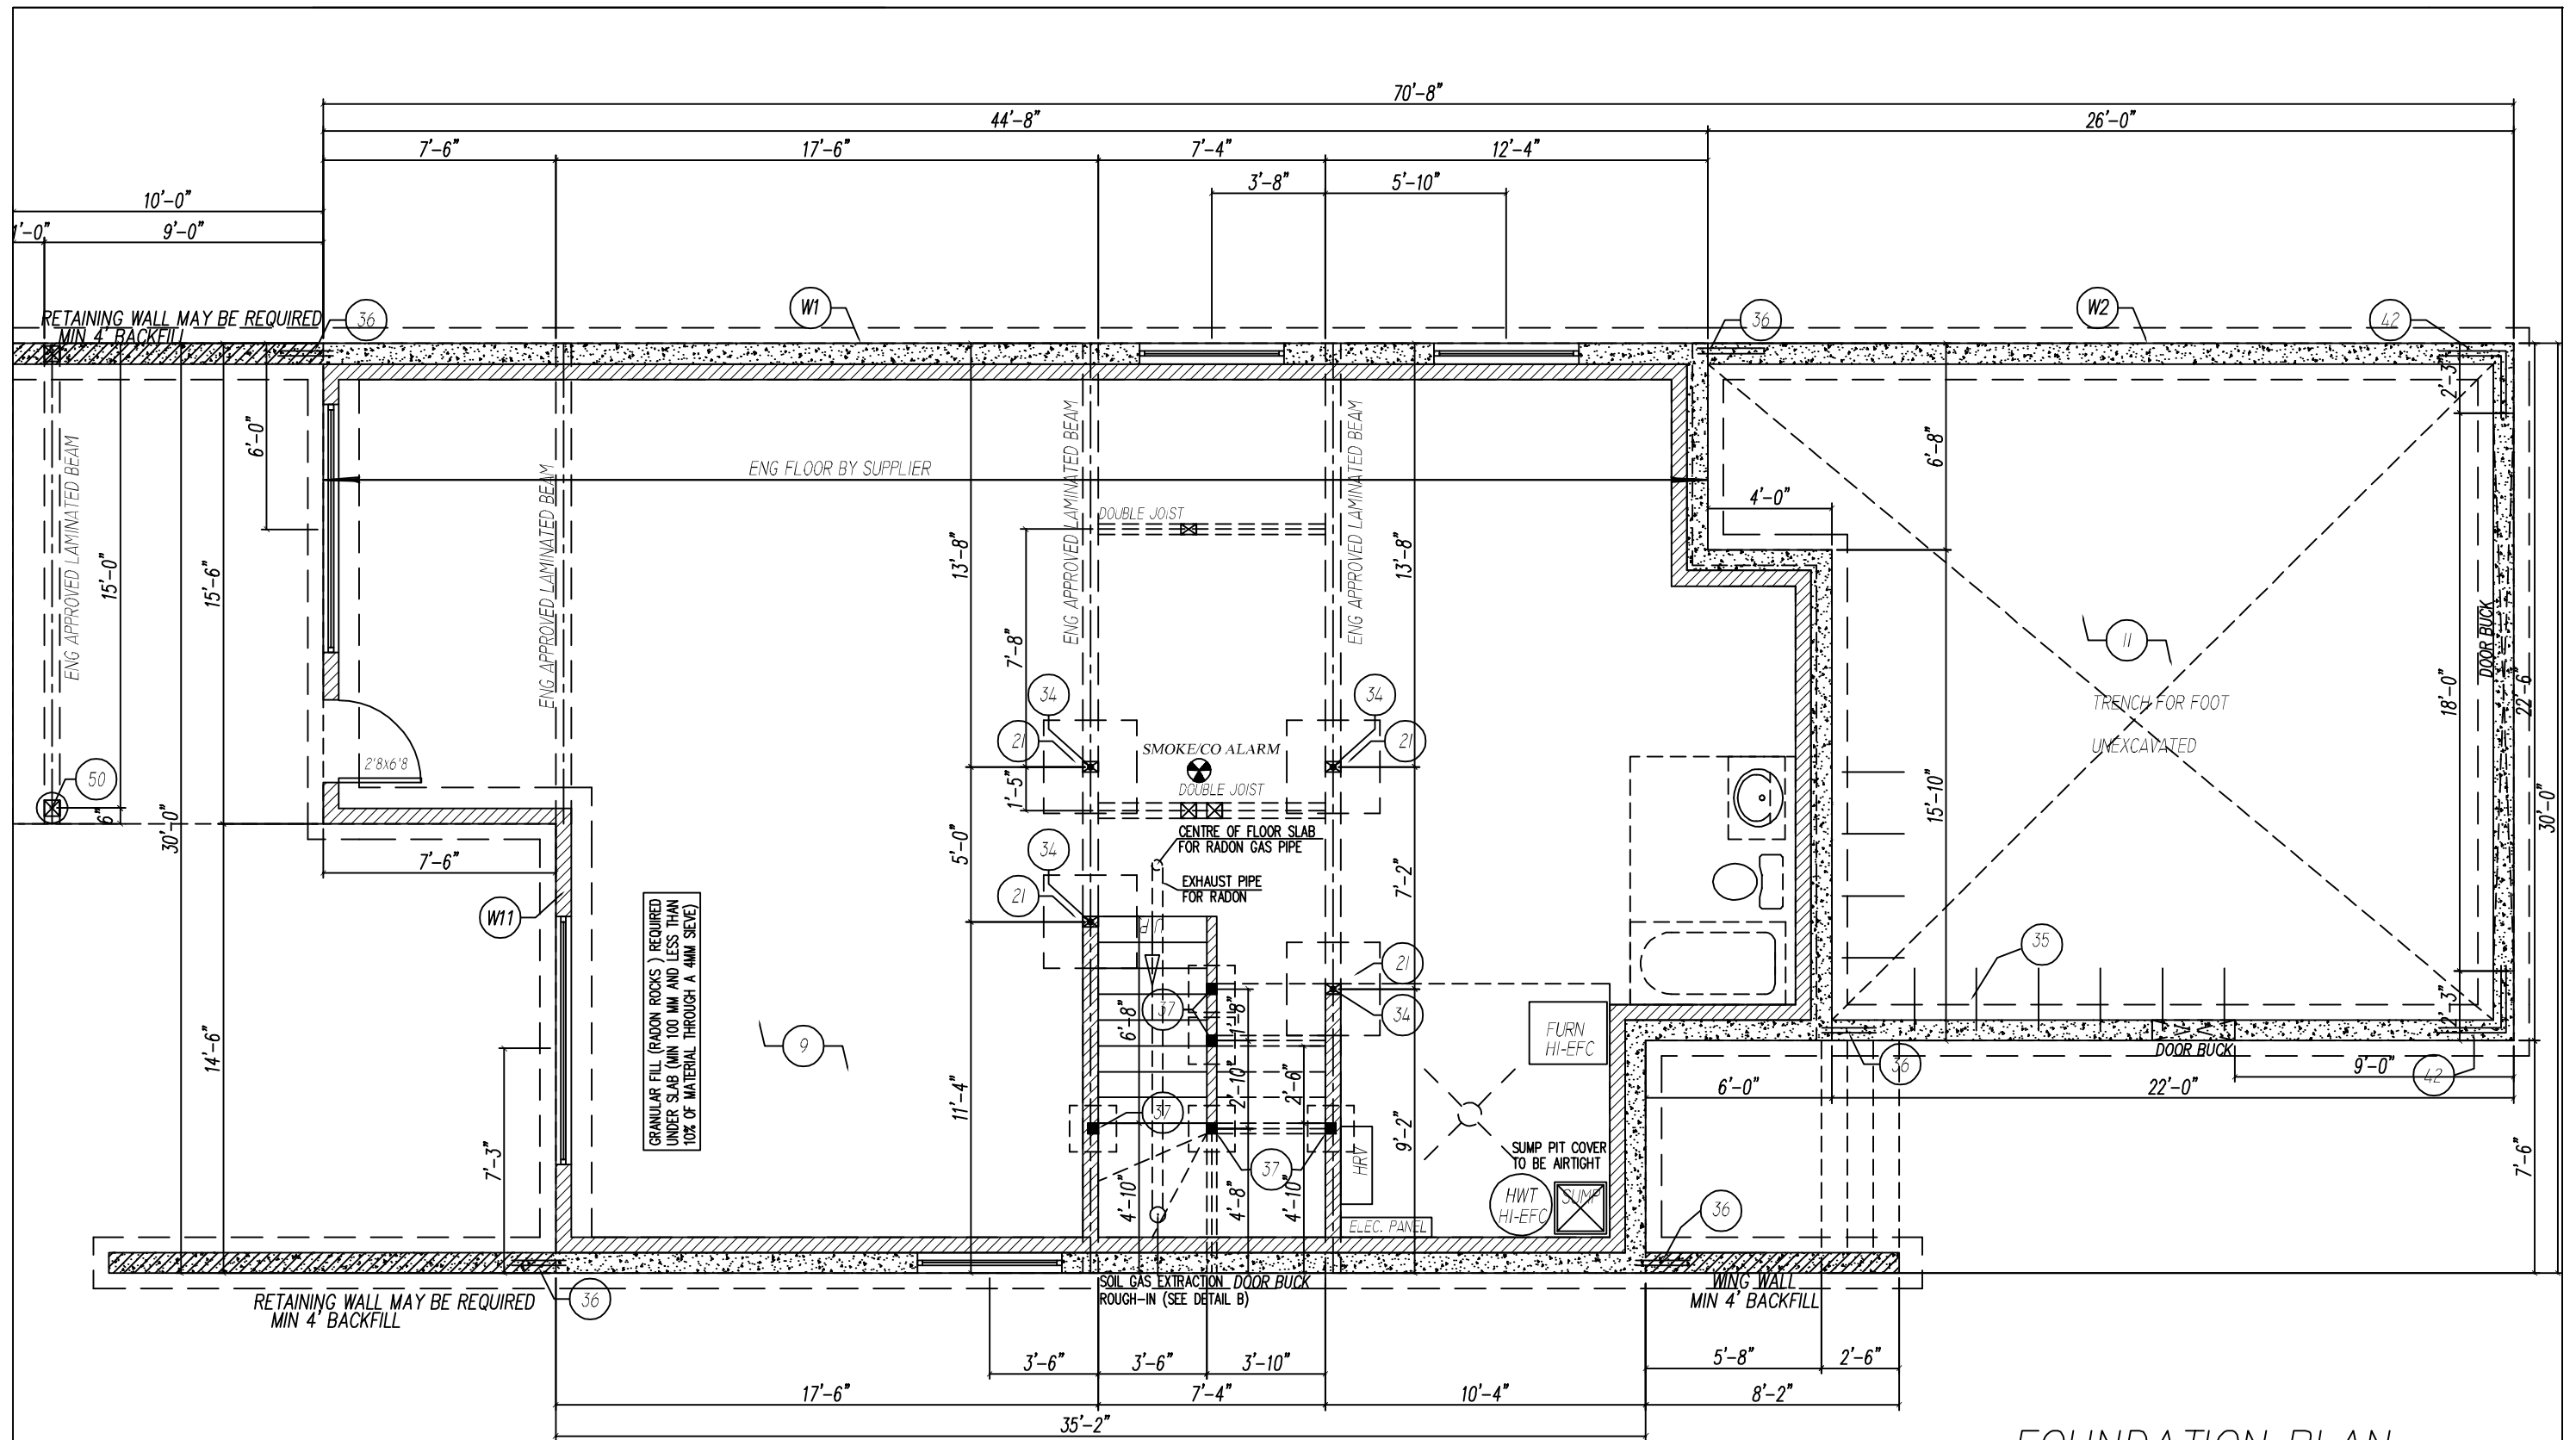 70'-8"
44'-8"
26'-0"
7'-6"
17'-6"
7'-4"
12'-4"
3'-8"
5'-10"
10'-0"
1'-0"
9'-0"
RETAINING WALL MAY BE REQUIRED
MIN 4' BACKFILL
36
W1
36
W2
42
2'-3"
6'-0"
ENG APPROVED LAMINATED BEAM
15'-0"
15'-6"
ENG APPROVED LAMINATED BEAM
ENG FLOOR BY SUPPLIER
ENG APPROVED LAMINATED BEAM
ENG APPROVED LAMINATED BEAM
DOUBLE JOIST
13'-8"
13'-8"
6'-8"
4'-0"
7'-8"
34
34
21
21
SMOKE/CO ALARM
DOUBLE JOIST
1'-5"
11
TRENCH FOR FOOT
UNEXCAVATED
DOOR BUCK
18'-0"
22'-6"
30'-0"
15'-10"
2'8x6'8
50
6"
30'-0"
7'-6"
5'-0"
34
21
CENTRE OF FLOOR SLAB
FOR RADON GAS PIPE
EXHAUST PIPE
FOR RADON
7'-2"
W11
GRANULAR FILL (RADON ROCKS ) REQUIRED
UNDER SLAB (MIN 100 MM AND LESS THAN
10% OF MATERIAL THROUGH A 4MM SIEVE)
UP
21
34
35
37
1'-8"
6'-8"
2'-10"
2'-6"
FURN
HI-EFC
2'-3"
DOOR BUCK
36
9'-0"
42
6'-0"
22'-0"
9
14'-6"
7'-3"
11'-4"
37
9'-2"
HRV
SUMP PIT COVER
TO BE AIRTIGHT
37
4'-10"
4'-8"
4'-10"
HWT
HI-EFC
SUMP
ELEC. PANEL
36
7'-6"
RETAINING WALL MAY BE REQUIRED
MIN 4' BACKFILL
36
SOIL GAS EXTRACTION DOOR BUCK
ROUGH-IN (SEE DETAIL B)
WING WALL
MIN 4' BACKFILL
3'-6"
3'-6"
3'-10"
5'-8"
2'-6"
17'-6"
7'-4"
10'-4"
8'-2"
35'-2"
FOUNDATION PLAN